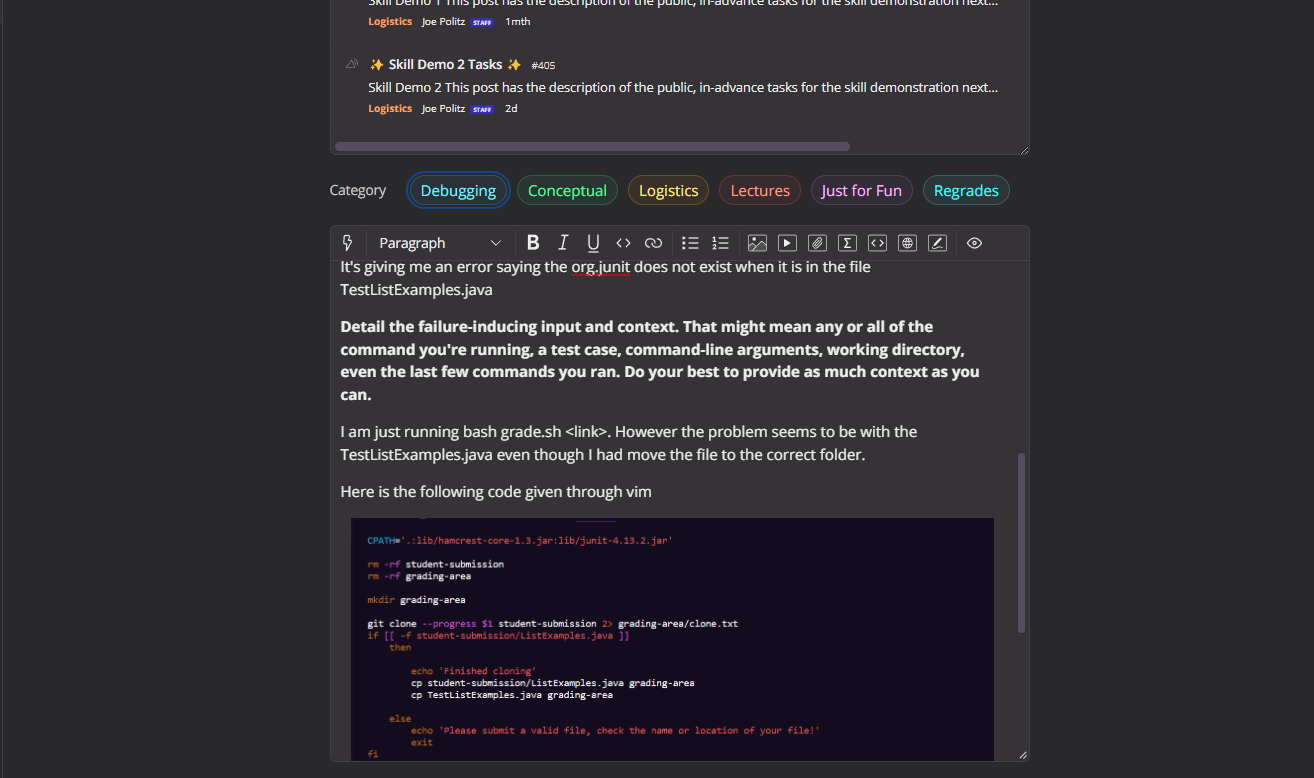 Skill Demo 1 This post has the description of the public, in-advance tasks for the skill demonstration next...
Logistics Joe Politz STAFF 1mth
✨ Skill Demo 2 Tasks ✨ #405
Skill Demo 2 This post has the description of the public, in-advance tasks for the skill demonstration next...
Logistics Joe Politz STAFF 2d
Category Debugging Conceptual Logistics Lectures Just for Fun Regrades
Paragraph B I U
It's giving me an error saying the org.junit does not exist when it is in the file
TestListExamples.java
Detail the failure-inducing input and context. That might mean any or all of the
command you're running, a test case, command-line arguments, working directory,
even the last few commands you ran. Do your best to provide as much context as you
can.
I am just running bash grade.sh <link>. However the problem seems to be with the
TestListExamples.java even though I had move the file to the correct folder.
Here is the following code given through vim
CPATH='.:lib/hamcrest-core-1.3.jar:lib/junit-4.13.2.jar'
rm -rf student-submission
rm -rf grading-area
mkdir grading-area
git clone --progress $1 student-submission 2> grading-area/clone.txt
if [[ -f student-submission/ListExamples.java ]]
then
echo 'Finished cloning'
cp student-submission/ListExamples.java grading-area
cp TestListExamples.java grading-area
else
echo 'Please submit a valid file, check the name or location of your file!'
exit
fi